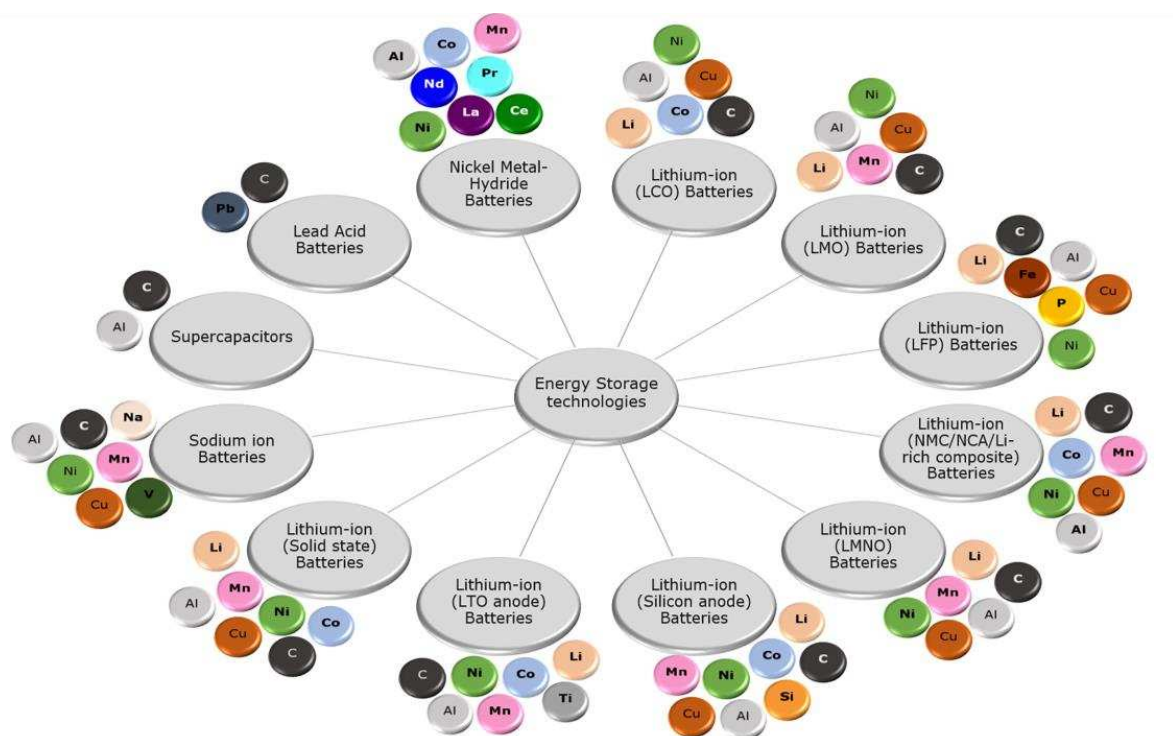 Energy Storage
technologies
Nickel Metal-
Hydride
Batteries
Al
Co
Mn
Nd
Pr
Ni
La
Ce
Lithium-ion
(LCO) Batteries
Ni
Al
Cu
Li
Co
C
Lithium-ion
(LMO) Batteries
Ni
Al
Cu
Li
Mn
C
Lithium-ion
(LFP) Batteries
C
Li
Fe
Al
P
Cu
Ni
Lithium-ion
(NMC/NCA/Li-
rich composite)
Batteries
Li
C
Co
Mn
Ni
Cu
Al
Lithium-ion
(LMNO)
Batteries
Li
C
Mn
Ni
Al
Cu
Lithium-ion
(Silicon anode)
Batteries
Li
Co
C
Mn
Ni
Si
Cu
Al
Lithium-ion
(LTO anode)
Batteries
C
Ni
Co
Li
Al
Mn
Ti
Lithium-ion
(Solid state)
Batteries
Li
Mn
Al
Ni
Co
Cu
C
Sodium ion
Batteries
Na
C
Al
Mn
Ni
Cu
V
Supercapacitors
C
Al
Lead Acid
Batteries
C
Pb